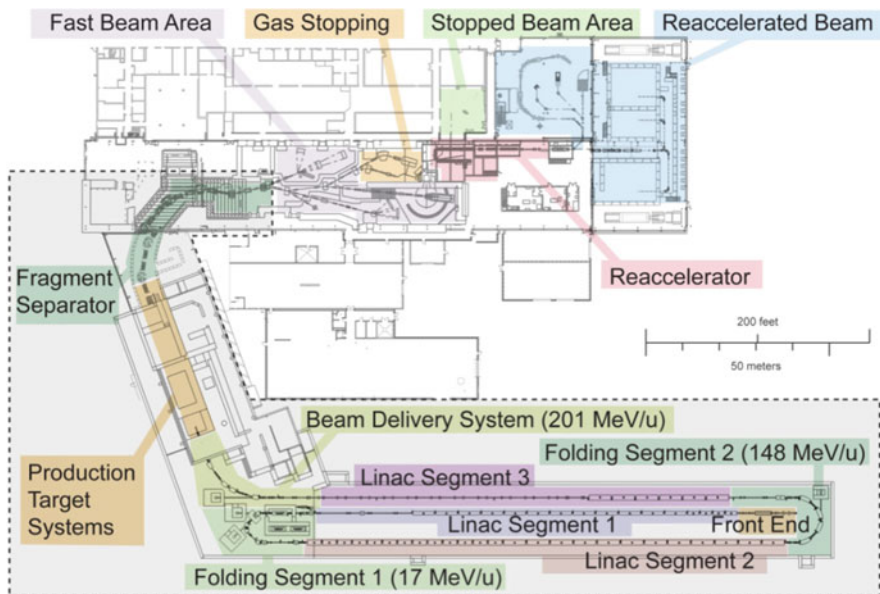 Fast Beam Area
Gas Stopping
Stopped Beam Area
Reaccelerated Beam
Fragment
Separator
Reaccelerator
200 feet
50 meters
Beam Delivery System (201 MeV/u)
Production
Target
Systems
Linac Segment 3
Folding Segment 2 (148 MeV/u)
Linac Segment 1
Front End
Linac Segment 2
Folding Segment 1 (17 MeV/u)